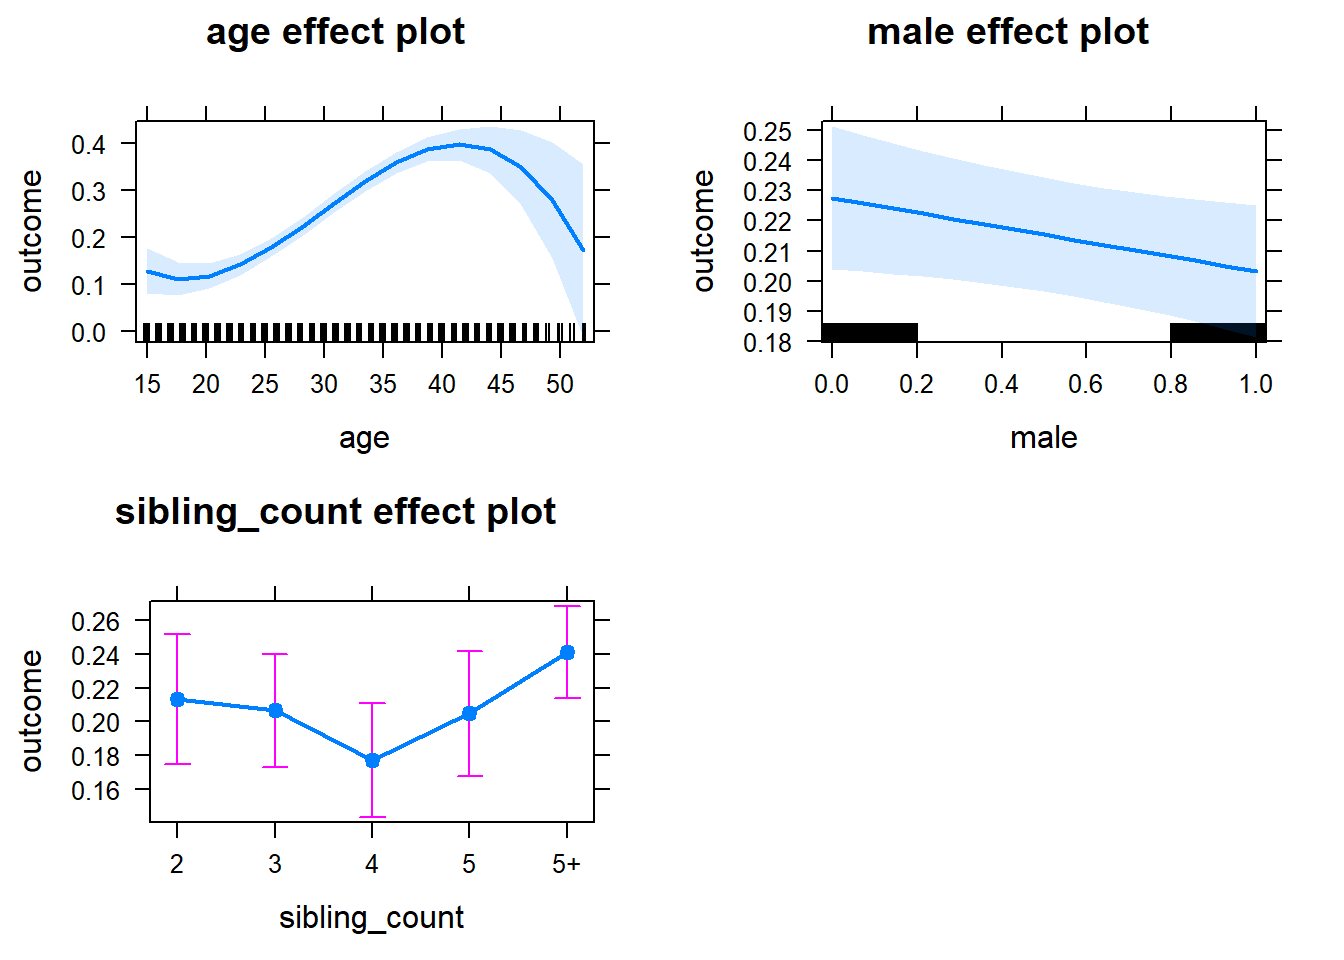 age effect plot
outcome
0.4
0.3
0.2
0.1
0.0
15 20 25 30 35 40 45 50
age
male effect plot
outcome
0.25
0.24
0.23
0.22
0.21
0.20
0.19
0.18
0.0 0.2 0.4 0.6 0.8 1.0
male
sibling_count effect plot
outcome
0.26
0.24
0.22
0.20
0.18
0.16
2 3 4 5 5+
sibling_count